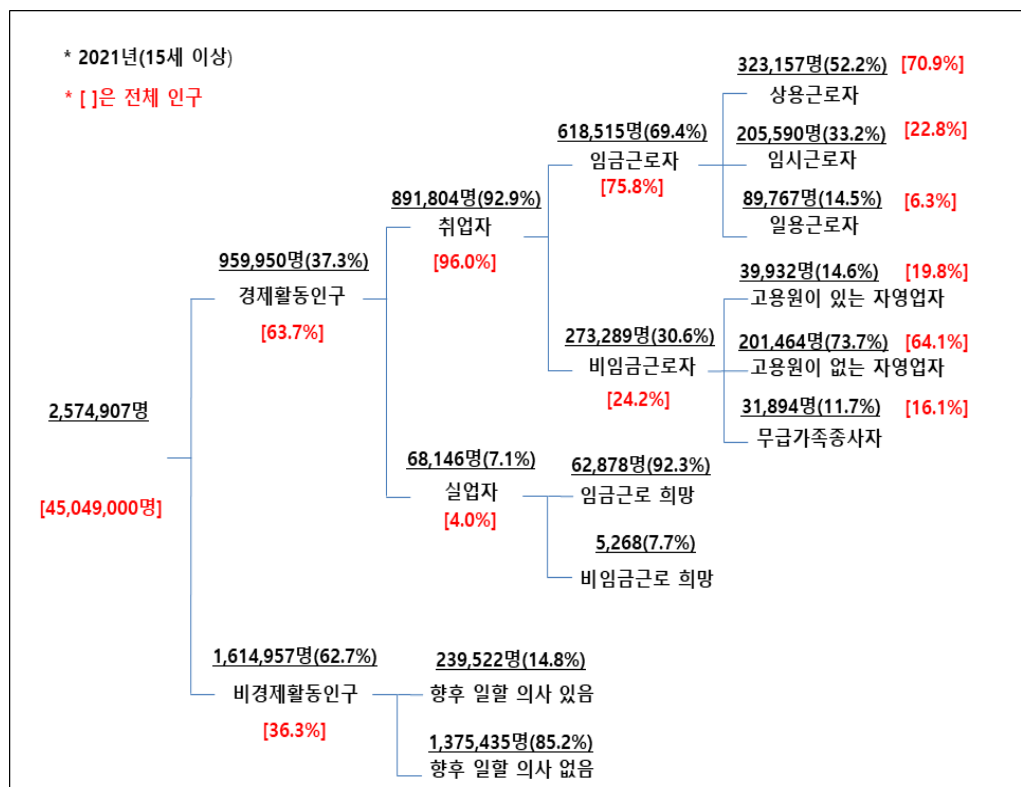 * 2021년(15세 이상)
* [ ]은 전체 인구
2,574,907명
[45,049,000명]
959,950명(37.3%)
경제활동인구
[63.7%]
891,804명(92.9%)
취업자
[96.0%]
618,515명(69.4%)
임금근로자
[75.8%]
323,157명(52.2%) [70.9%]
상용근로자
205,590명(33.2%) [22.8%]
임시근로자
89,767명(14.5%) [6.3%]
일용근로자
273,289명(30.6%)
비임금근로자
[24.2%]
39,932명(14.6%) [19.8%]
고용원이 있는 자영업자
201,464명(73.7%) [64.1%]
고용원이 없는 자영업자
31,894명(11.7%) [16.1%]
무급가족종사자
68,146명(7.1%)
실업자
[4.0%]
62,878명(92.3%)
임금근로 희망
5,268(7.7%)
비임금근로 희망
1,614,957명(62.7%)
비경제활동인구
[36.3%]
239,522명(14.8%)
향후 일할 의사 있음
1,375,435명(85.2%)
향후 일할 의사 없음